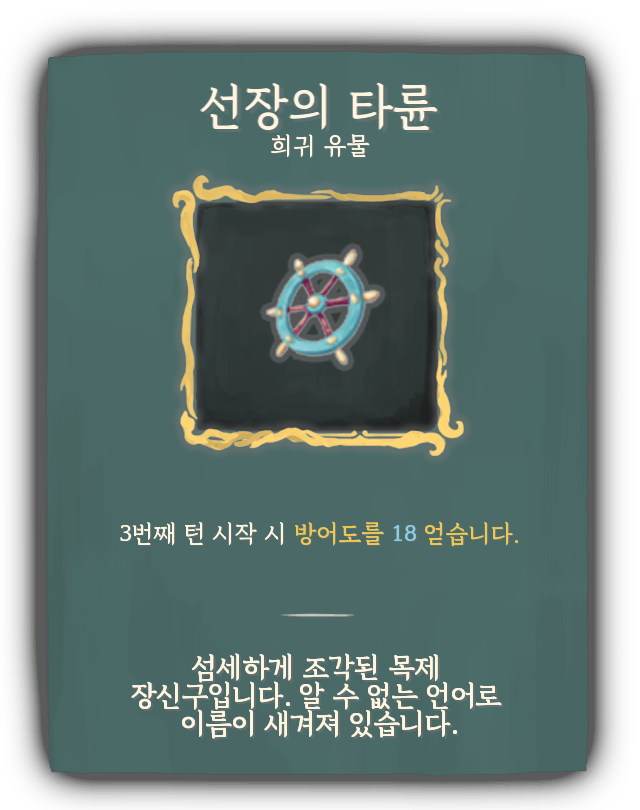 선장의 타륜
희귀 유물
3번째 턴 시작 시 방어도를 18 얻습니다.
섬세하게 조각된 목제
장신구입니다. 알 수 없는 언어로
이름이 새겨져 있습니다.